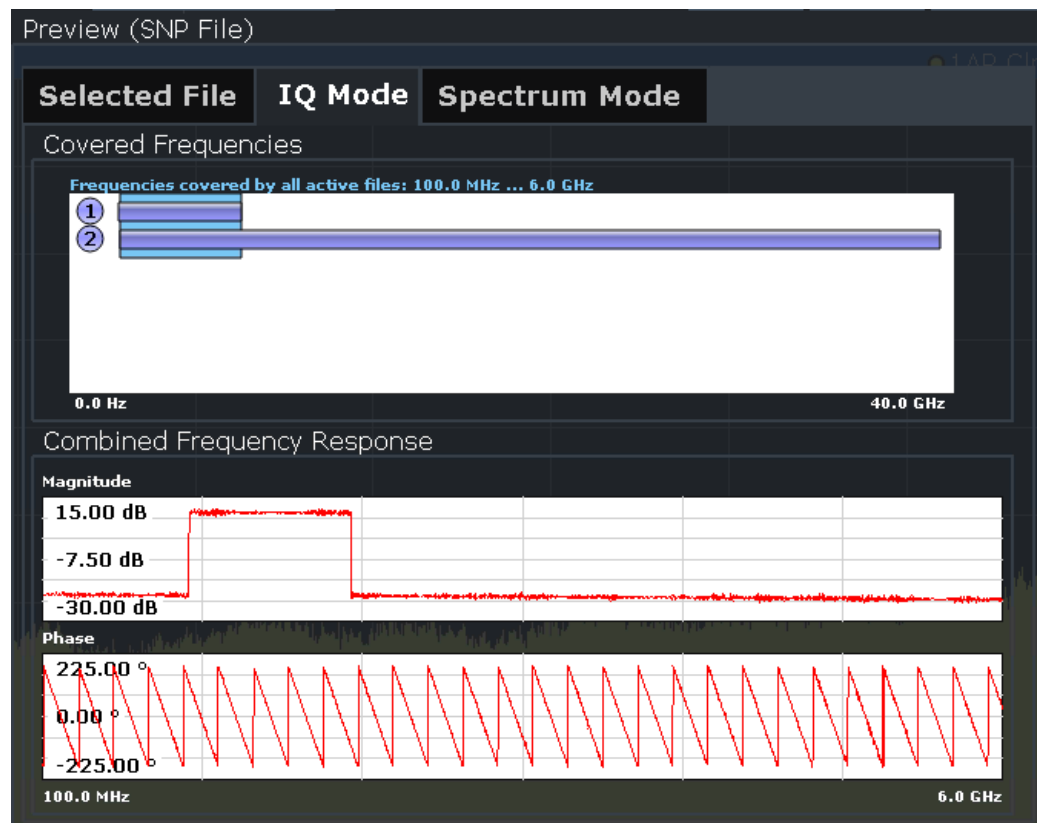 Preview (SNP File)
1AP Clr
Selected File IQ Mode Spectrum Mode
Covered Frequencies
Frequencies covered by all active files: 100.0 MHz ... 6.0 GHz
1
2
0.0 Hz 40.0 GHz
Combined Frequency Response
Magnitude
15.00 dB
-7.50 dB
-30.00 dB
Phase
225.00 °
0.00 °
-225.00 °
100.0 MHz 6.0 GHz